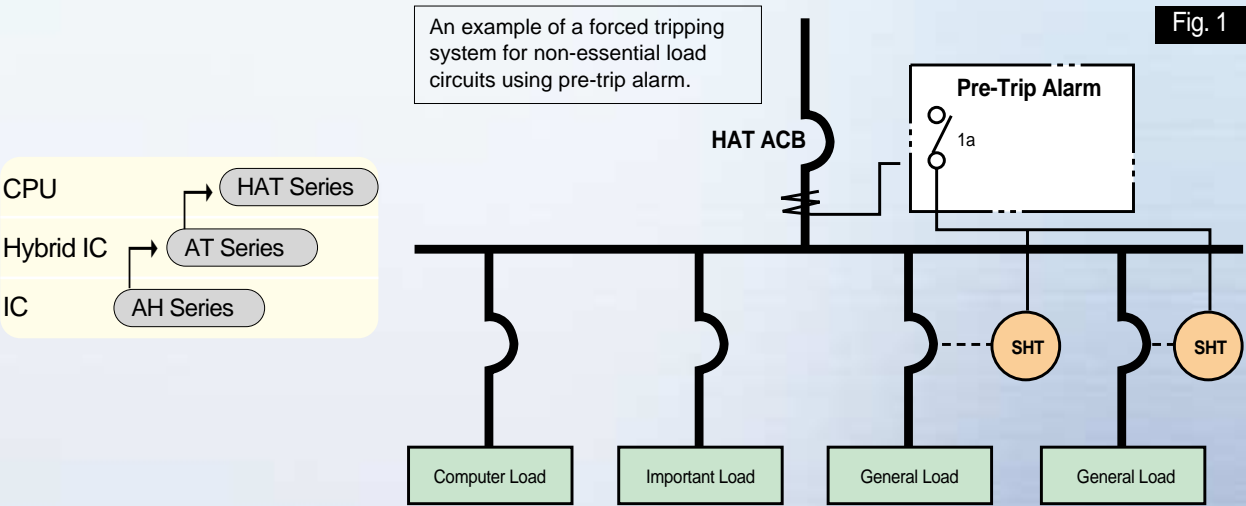 An example of a forced tripping
system for non-essential load
circuits using pre-trip alarm.
Fig. 1
Pre-Trip Alarm
1a
HAT ACB
CPU
HAT Series
Hybrid IC
AT Series
IC
AH Series
SHT
SHT
Computer Load
Important Load
General Load
General Load